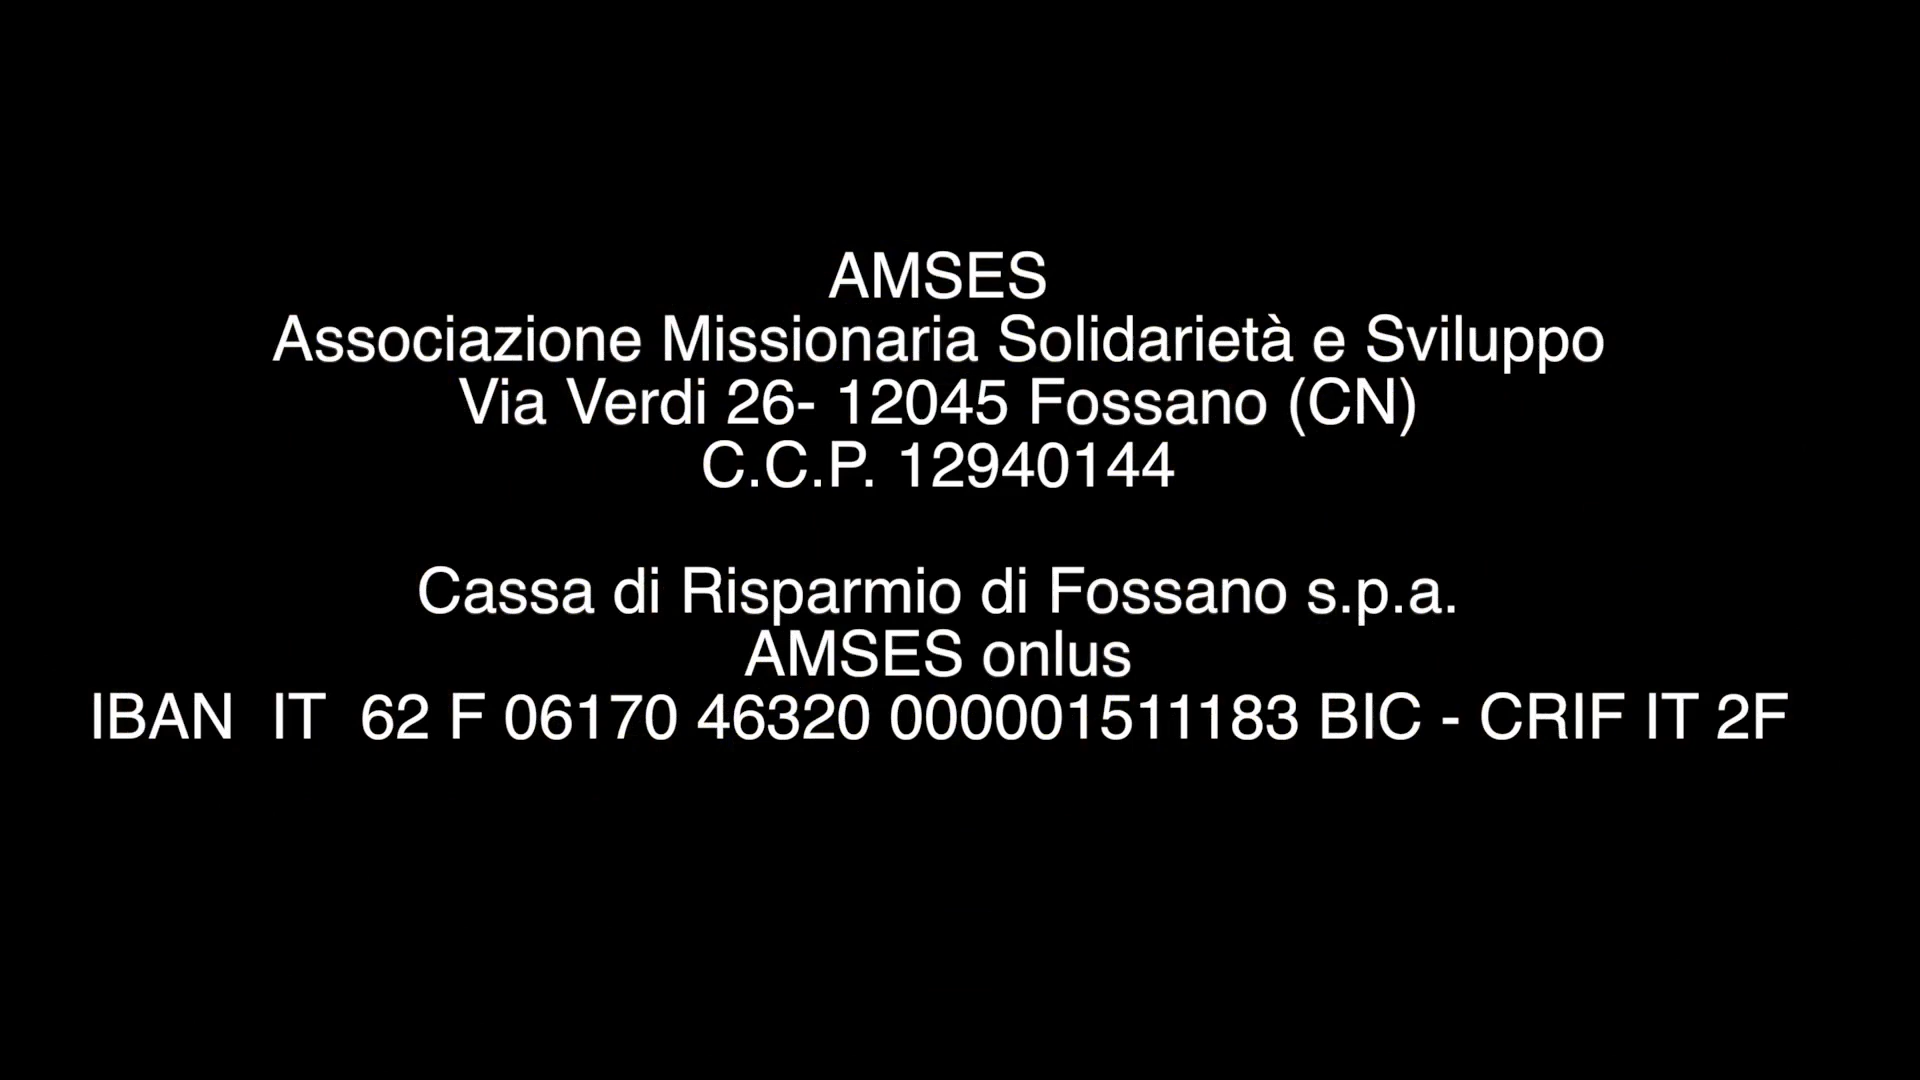 AMSES
Associazione Missionaria Solidarietà e Sviluppo
Via Verdi 26- 12045 Fossano (CN)
C.C.P. 12940144
Cassa di Risparmio di Fossano s.p.a.
AMSES onlus
IBAN  IT  62 F 06170 46320 000001511183 BIC - CRIF IT 2F